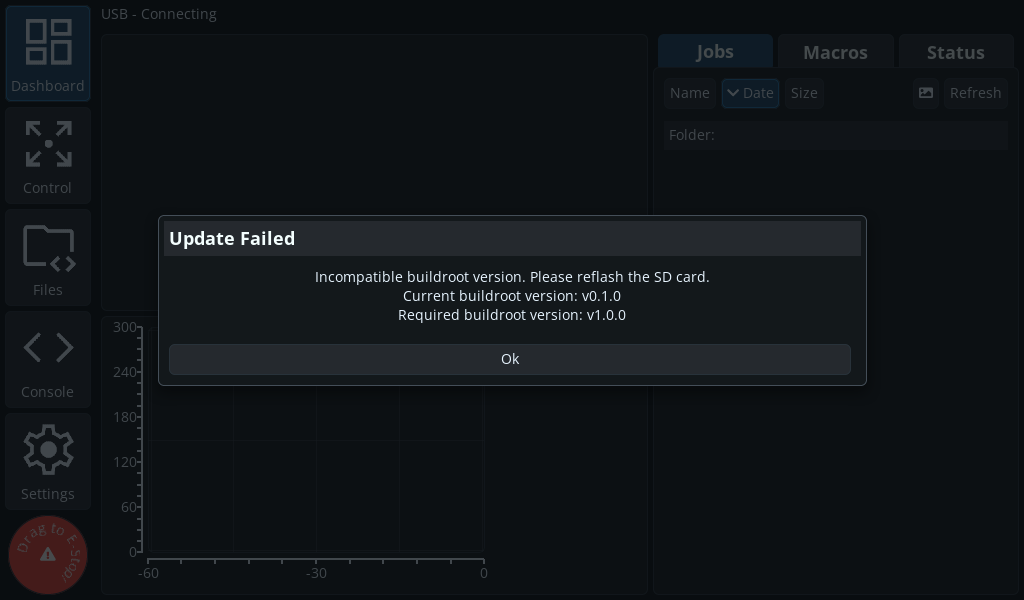 USB - Connecting
Dashboard
Control
Files
Console
Settings
Drag to E-Stop!
Jobs
Macros
Status
Name
Date
Size
Refresh
Folder:
Update Failed
Incompatible buildroot version. Please reflash the SD card.
Current buildroot version: v0.1.0
Required buildroot version: v1.0.0
Ok
300
240
180
120
60
0
-60
-30
0